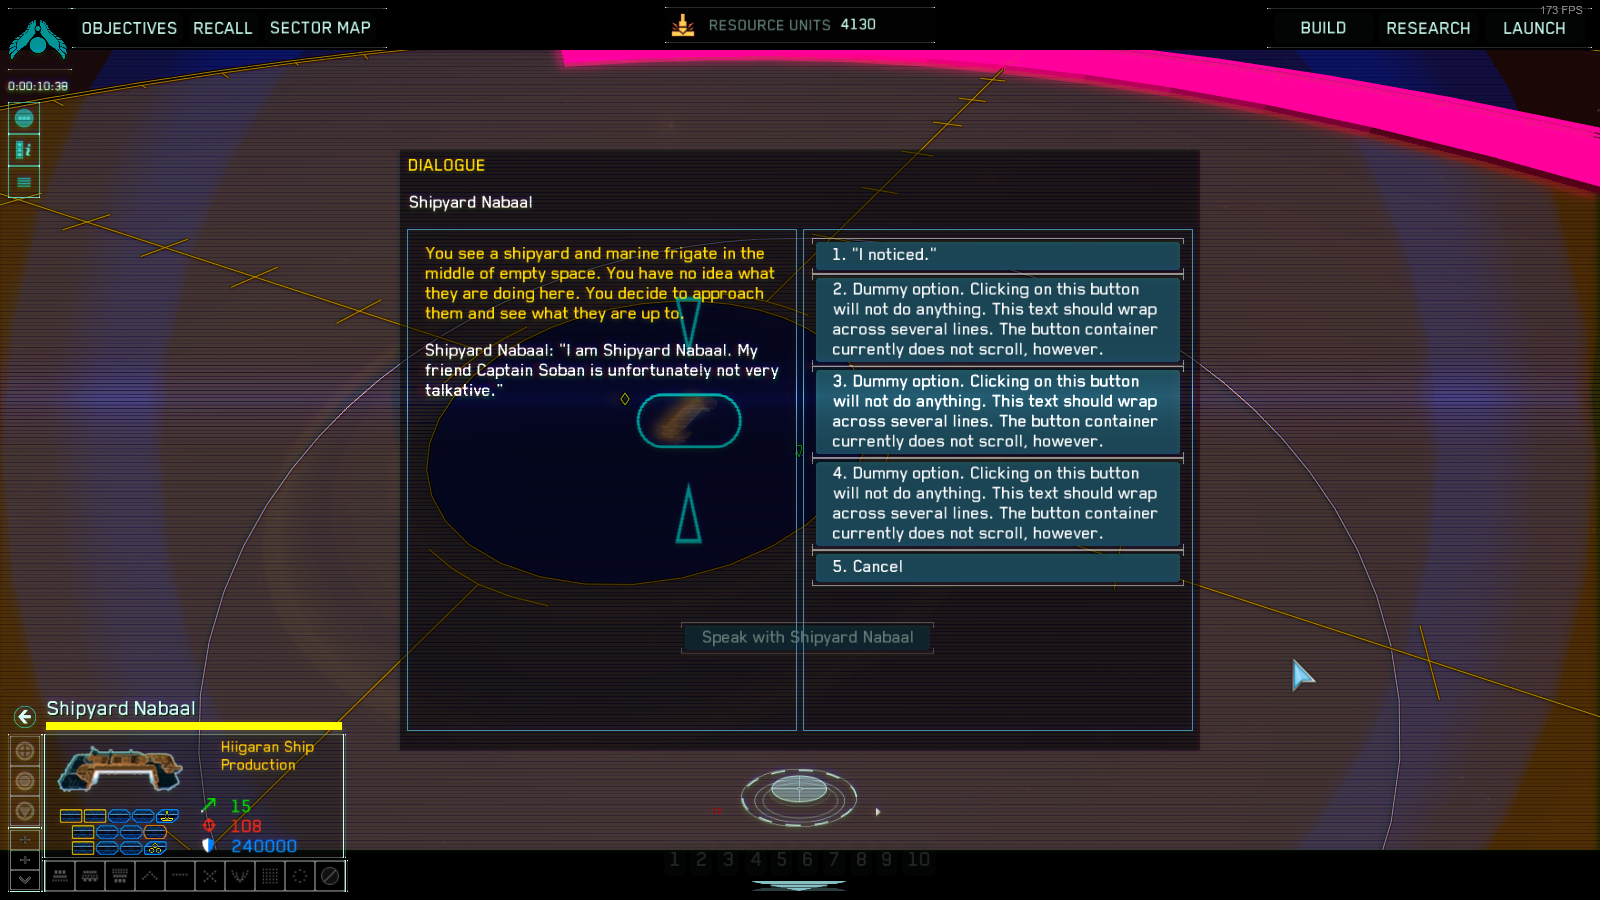 173 FPS
OBJECTIVES RECALL SECTOR MAP
RESOURCE UNITS 4130
BUILD RESEARCH LAUNCH
0:00:10:38
DIALOGUE
Shipyard Nabaal
You see a shipyard and marine frigate in the
middle of empty space. You have no idea what
they are doing here. You decide to approach
them and see what they are up to.
Shipyard Nabaal: "I am Shipyard Nabaal. My
friend Captain Soban is unfortunately not very
talkative."
1. "I noticed."
2. Dummy option. Clicking on this button
will not do anything. This text should wrap
across several lines. The button container
currently does not scroll, however.
3. Dummy option. Clicking on this button
will not do anything. This text should wrap
across several lines. The button container
currently does not scroll, however.
4. Dummy option. Clicking on this button
will not do anything. This text should wrap
across several lines. The button container
currently does not scroll, however.
5. Cancel
Speak with Shipyard Nabaal
Shipyard Nabaal
Hiigaran Ship
Production
15
108
240000
1 2 3 4 5 6 7 8 9 10